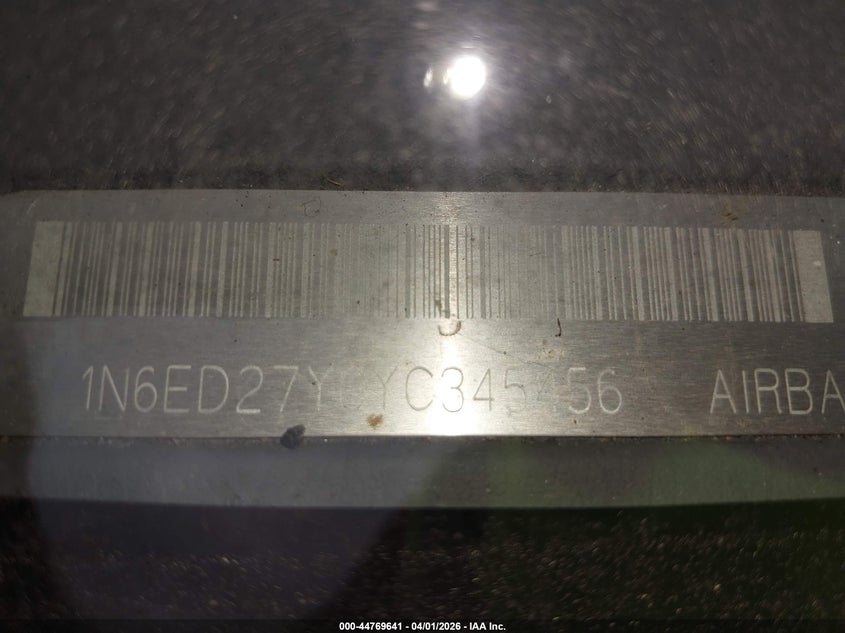 1N6ED27Y0YC345456 AIRBA
000-44769641 - 04/01/2026 - IAA Inc.